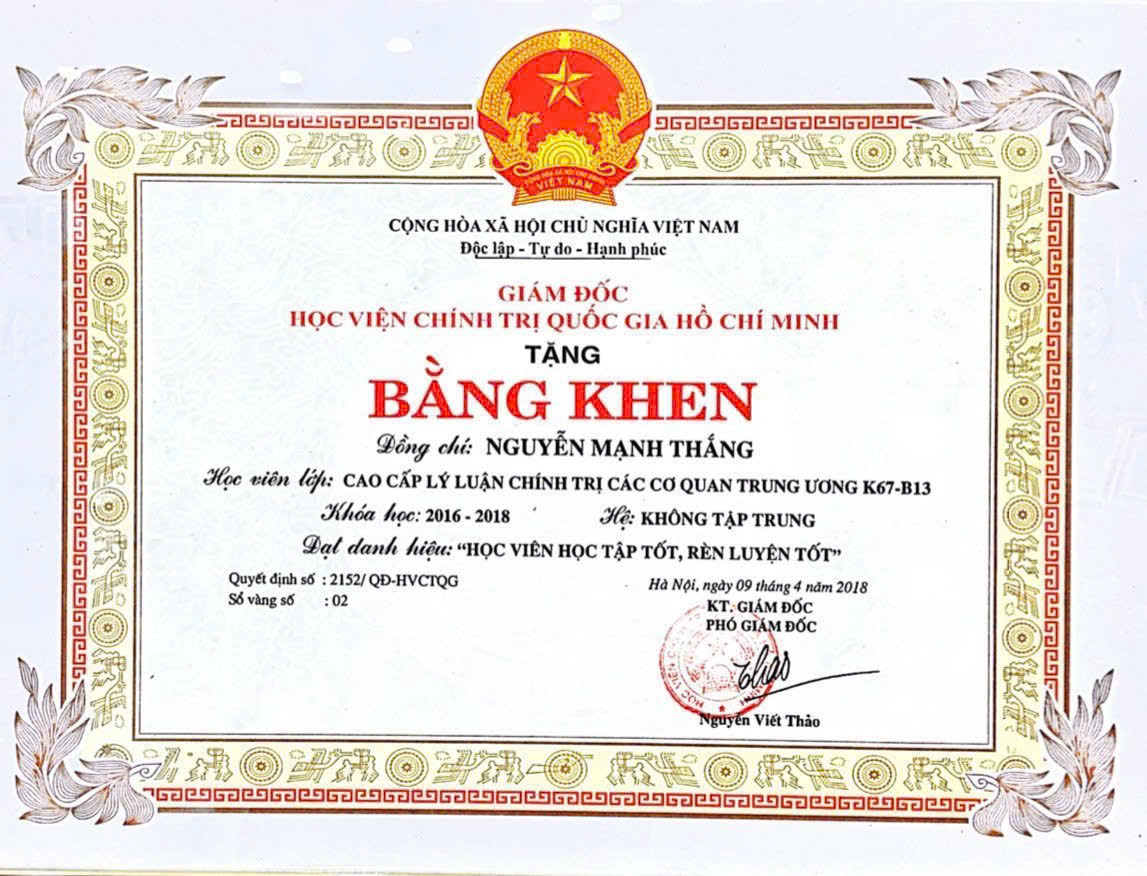 VIỆT NAM
CỘNG HÒA XÃ HỘI CHỦ NGHĨA VIỆT NAM
Độc lập - Tự do - Hạnh phúc
GIÁM ĐỐC
HỌC VIỆN CHÍNH TRỊ QUỐC GIA HỒ CHÍ MINH
TẶNG
BẰNG KHEN
Đồng chí: NGUYỄN MẠNH THẮNG
Học viên lớp: CAO CẤP LÝ LUẬN CHÍNH TRỊ CÁC CƠ QUAN TRUNG ƯƠNG K67-B13
Khóa học: 2016 - 2018 Hệ: KHÔNG TẬP TRUNG
Đạt danh hiệu: “HỌC VIÊN HỌC TẬP TỐT, RÈN LUYỆN TỐT”
Quyết định số : 2152/ QĐ-HVCTQG
Sổ vàng số : 02
Hà Nội, ngày 09 tháng 4 năm 2018
KT. GIÁM ĐỐC
PHÓ GIÁM ĐỐC
Thao
Nguyễn Viết Thảo